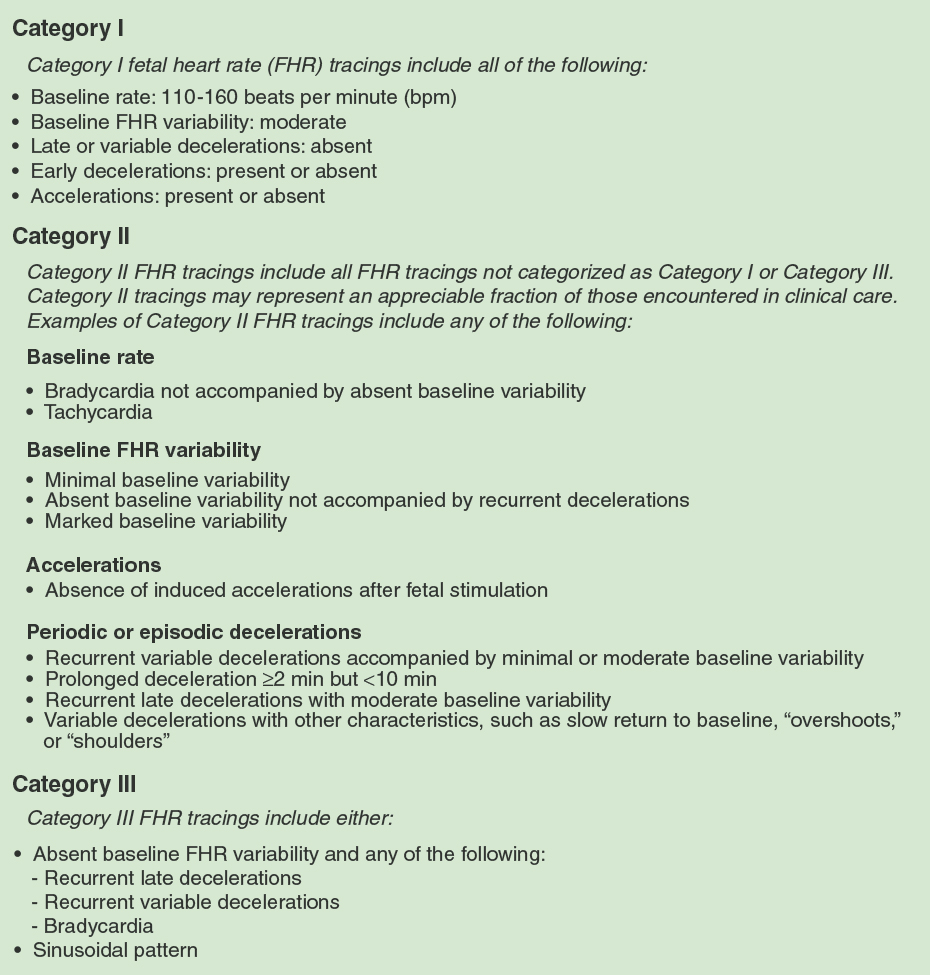 Category I
Category I fetal heart rate (FHR) tracings include all of the following:
• Baseline rate: 110-160 beats per minute (bpm)
• Baseline FHR variability: moderate
• Late or variable decelerations: absent
• Early decelerations: present or absent
• Accelerations: present or absent
Category II
Category II FHR tracings include all FHR tracings not categorized as Category I or Category III.
Category II tracings may represent an appreciable fraction of those encountered in clinical care.
Examples of Category II FHR tracings include any of the following:
Baseline rate
• Bradycardia not accompanied by absent baseline variability
• Tachycardia
Baseline FHR variability
• Minimal baseline variability
• Absent baseline variability not accompanied by recurrent decelerations
• Marked baseline variability
Accelerations
• Absence of induced accelerations after fetal stimulation
Periodic or episodic decelerations
• Recurrent variable decelerations accompanied by minimal or moderate baseline variability
• Prolonged deceleration ≥2 min but <10 min
• Recurrent late decelerations with moderate baseline variability
• Variable decelerations with other characteristics, such as slow return to baseline, “overshoots,”
or “shoulders”
Category III
Category III FHR tracings include either:
• Absent baseline FHR variability and any of the following:
- Recurrent late decelerations
- Recurrent variable decelerations
- Bradycardia
• Sinusoidal pattern